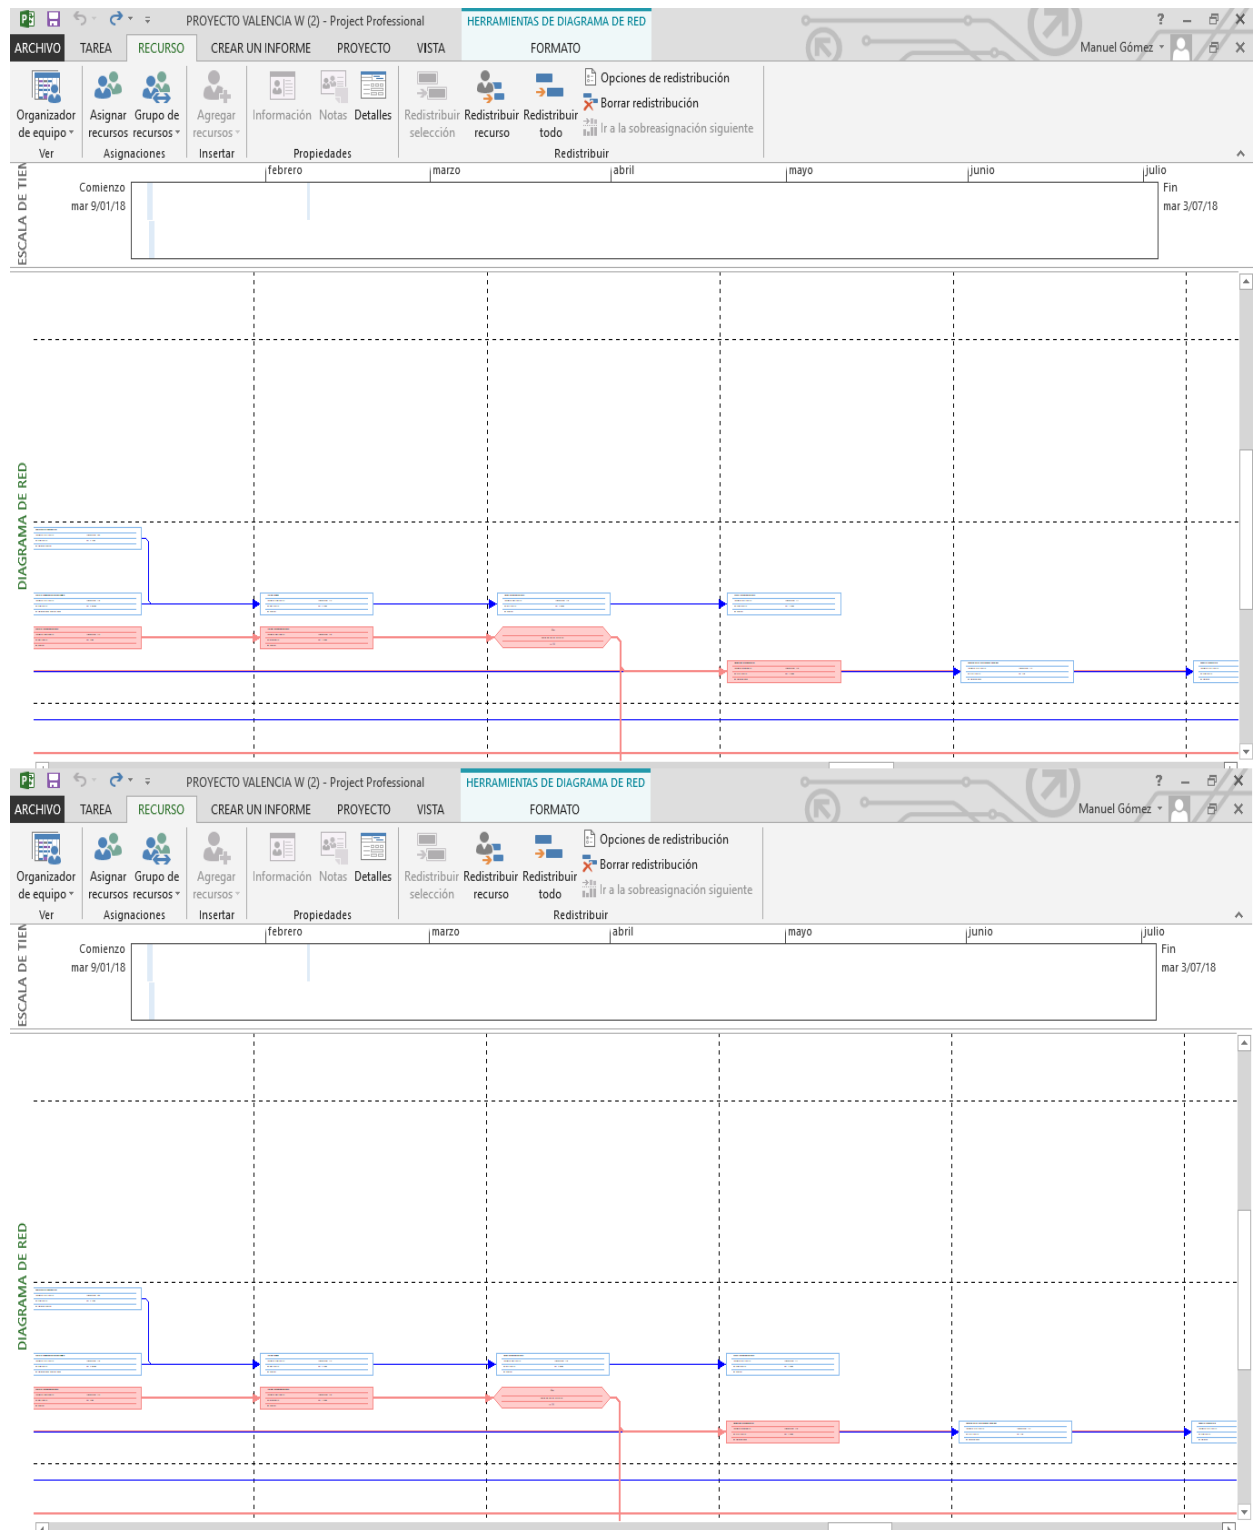 PROYECTO VALENCIA W (2) - Project Professional
HERRAMIENTAS DE DIAGRAMA DE RED
ARCHIVO TAREA RECURSO CREAR UN INFORME PROYECTO VISTA FORMATO
Manuel Gómez
Organizador de equipo
Asignar recursos
Grupo de recursos
Agregar recursos
Información
Notas
Detalles
Redistribuir selección
Redistribuir recurso
Redistribuir todo
Opciones de redistribución
Borrar redistribución
Ir a la sobreasignación siguiente
Ver Asignaciones Insertar Propiedades Redistribuir
ESCALA DE TIEN
febrero marzo abril mayo junio julio
Comienzo
mar 9/01/18
Fin
mar 3/07/18
DIAGRAMA DE RED
PROYECTO VALENCIA W (2) - Project Professional
HERRAMIENTAS DE DIAGRAMA DE RED
ARCHIVO TAREA RECURSO CREAR UN INFORME PROYECTO VISTA FORMATO
Manuel Gómez
Organizador de equipo
Asignar recursos
Grupo de recursos
Agregar recursos
Información
Notas
Detalles
Redistribuir selección
Redistribuir recurso
Redistribuir todo
Opciones de redistribución
Borrar redistribución
Ir a la sobreasignación siguiente
Ver Asignaciones Insertar Propiedades Redistribuir
ESCALA DE TIEN
febrero marzo abril mayo junio julio
Comienzo
mar 9/01/18
Fin
mar 3/07/18
DIAGRAMA DE RED